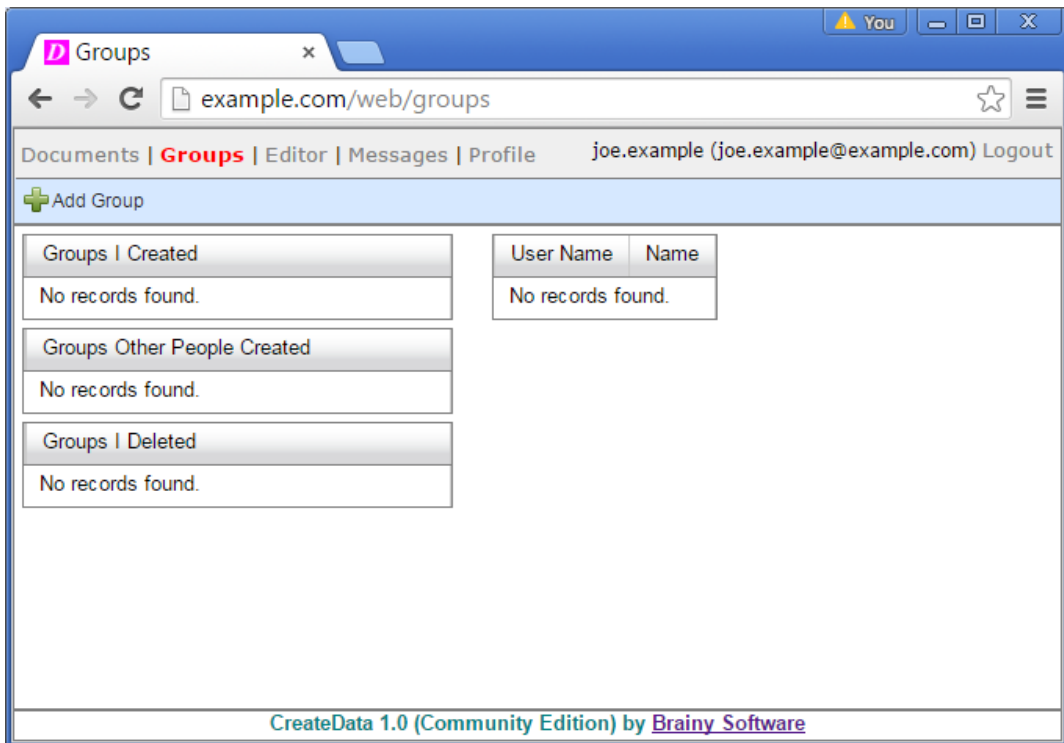 You
D Groups
example.com/web/groups
Documents | Groups | Editor | Messages | Profile joe.example (joe.example@example.com) Logout
Add Group
Groups I Created
No records found.
Groups Other People Created
No records found.
Groups I Deleted
No records found.
User Name Name
No records found.
CreateData 1.0 (Community Edition) by Brainy Software